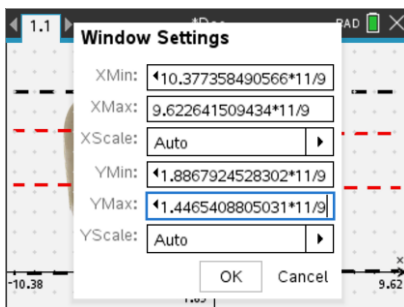 1.1
RAD
Window Settings
XMin: 10.377358490566*11/9
XMax: 9.622641509434*11/9
XScale: Auto
YMin: 1.8867924528302*11/9
YMax: 1.4465408805031*11/9
YScale: Auto
OK Cancel
x
-10.38 9.62